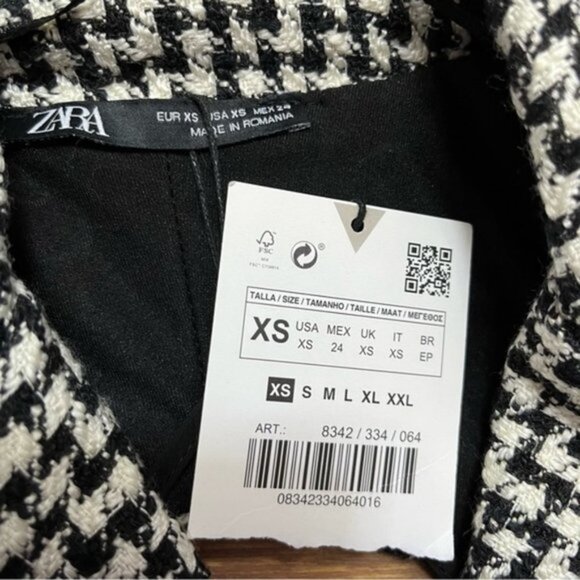 ZARA
EUR XS USA XS MEX 24
MADE IN ROMANIA
FSC
TALLA / SIZE / TAMANHO / TAILLE / MAAT / ΜΕΓΕΘΟΣ
XS USA MEX UK IT BR
XS 24 XS XS EP
XS S M L XL XXL
ART.: 8342 / 334 / 064
08342334064016